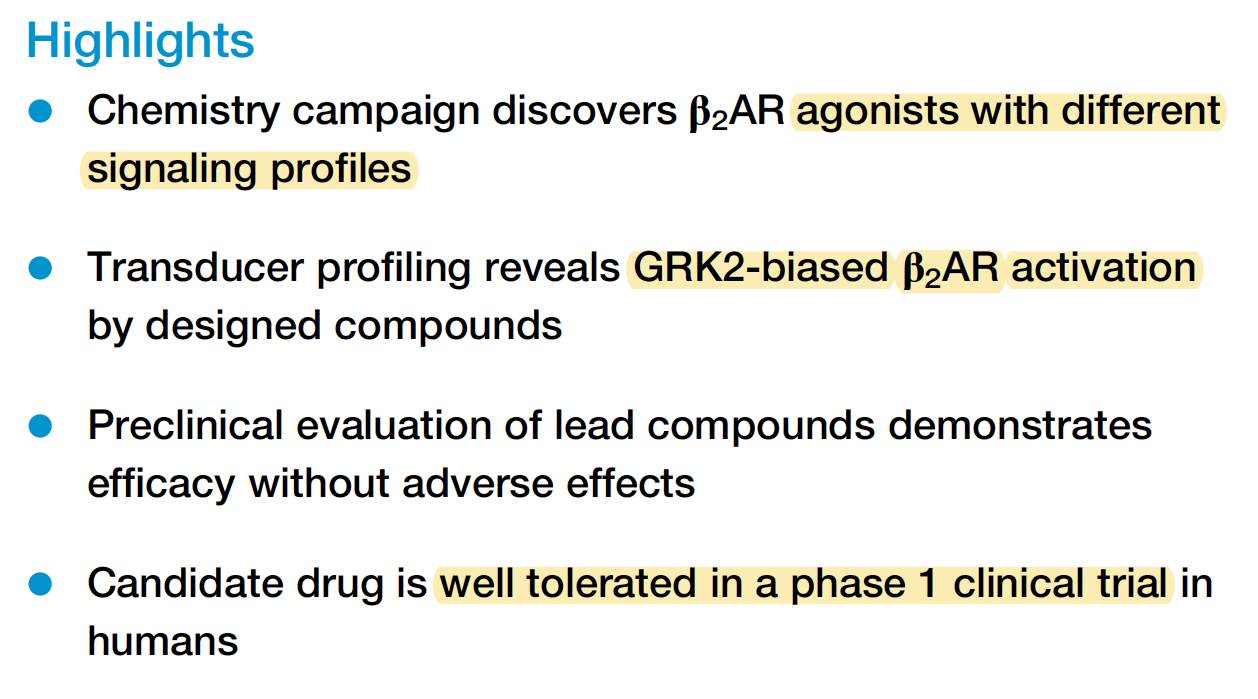 Highlights
● Chemistry campaign discovers β₂AR agonists with different
signaling profiles
● Transducer profiling reveals GRK2-biased β₂AR activation
by designed compounds
● Preclinical evaluation of lead compounds demonstrates
efficacy without adverse effects
● Candidate drug is well tolerated in a phase 1 clinical trial in
humans